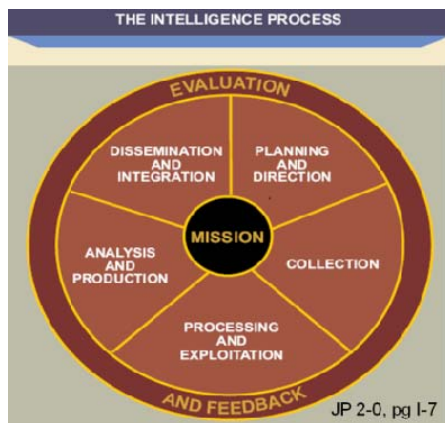 THE INTELLIGENCE PROCESS
EVALUATION
DISSEMINATION
AND
INTEGRATION
PLANNING
AND
DIRECTION
MISSION
ANALYSIS
AND
PRODUCTION
COLLECTION
PROCESSING
AND
EXPLOITATION
AND FEEDBACK
JP 2-0, pg I-7